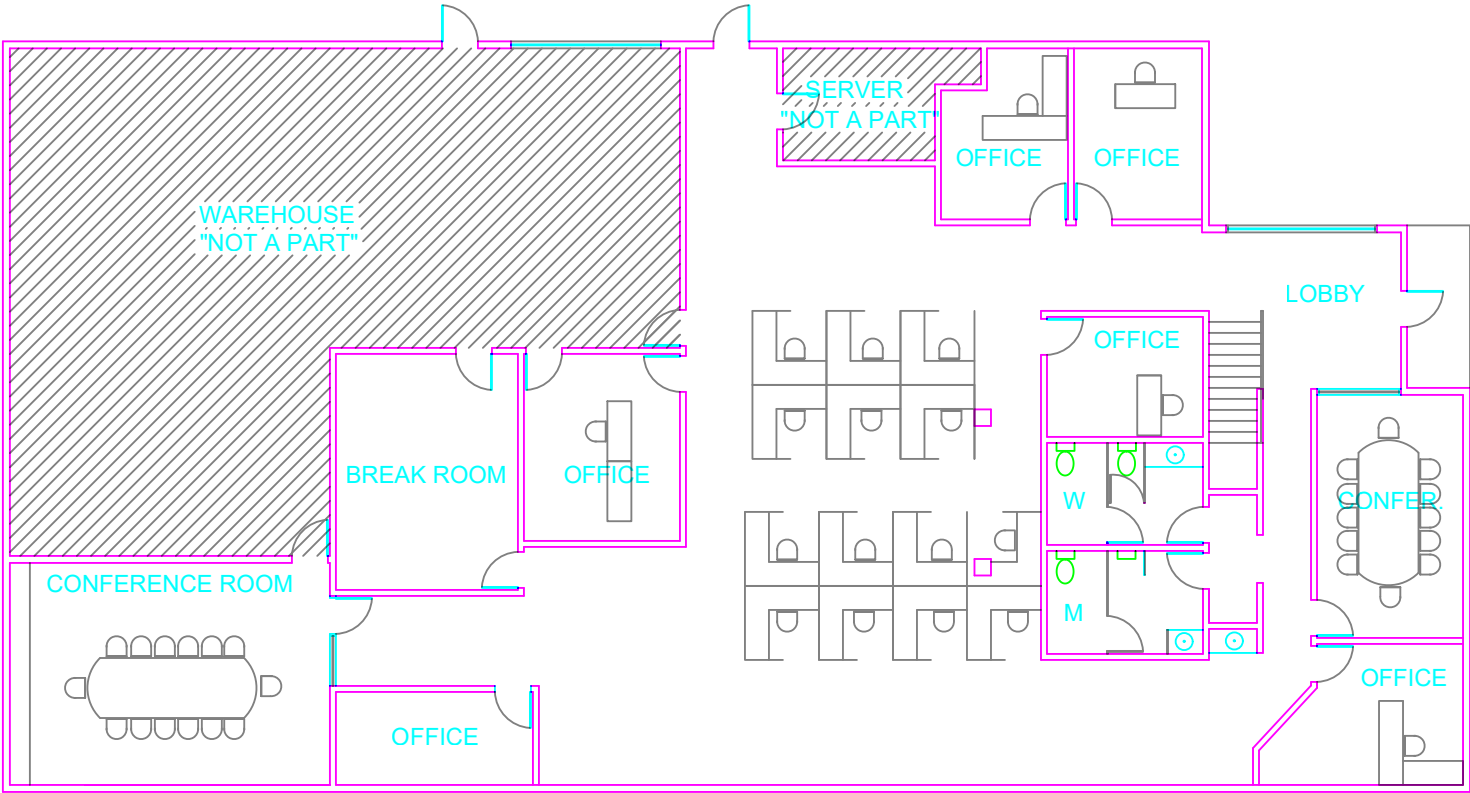 SERVER
"NOT A PART"
OFFICE
OFFICE
WAREHOUSE
"NOT A PART"
LOBBY
OFFICE
BREAK ROOM
OFFICE
W
CONFER.
CONFERENCE ROOM
M
OFFICE
OFFICE